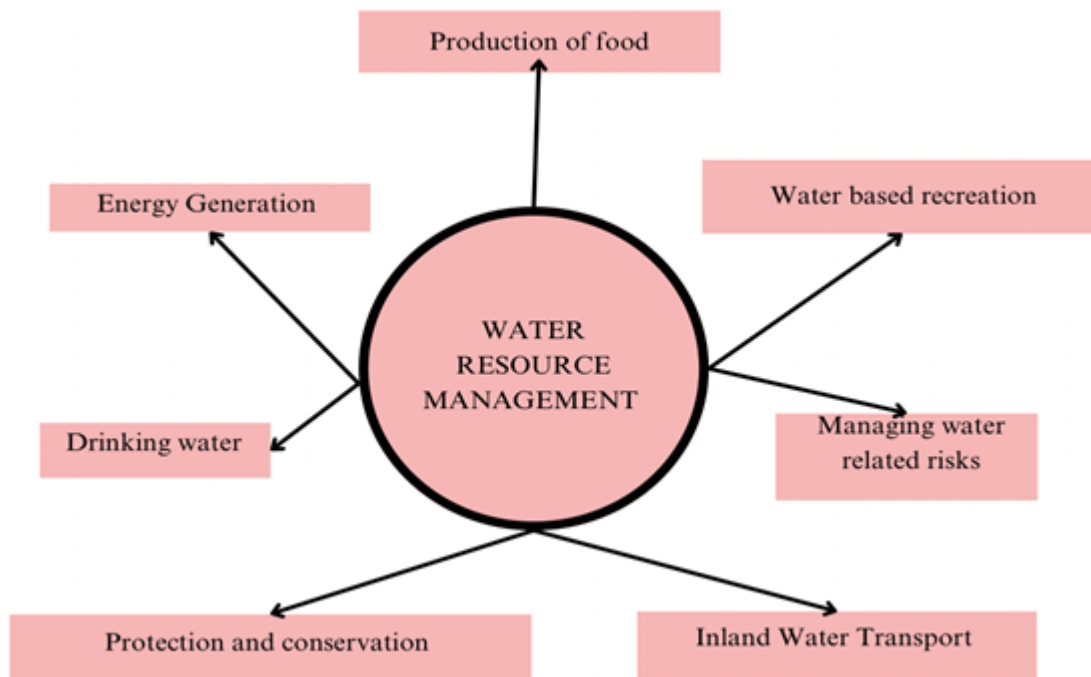 Production of food
Energy Generation
Water based recreation
WATER
RESOURCE
MANAGEMENT
Drinking water
Managing water
related risks
Protection and conservation
Inland Water Transport